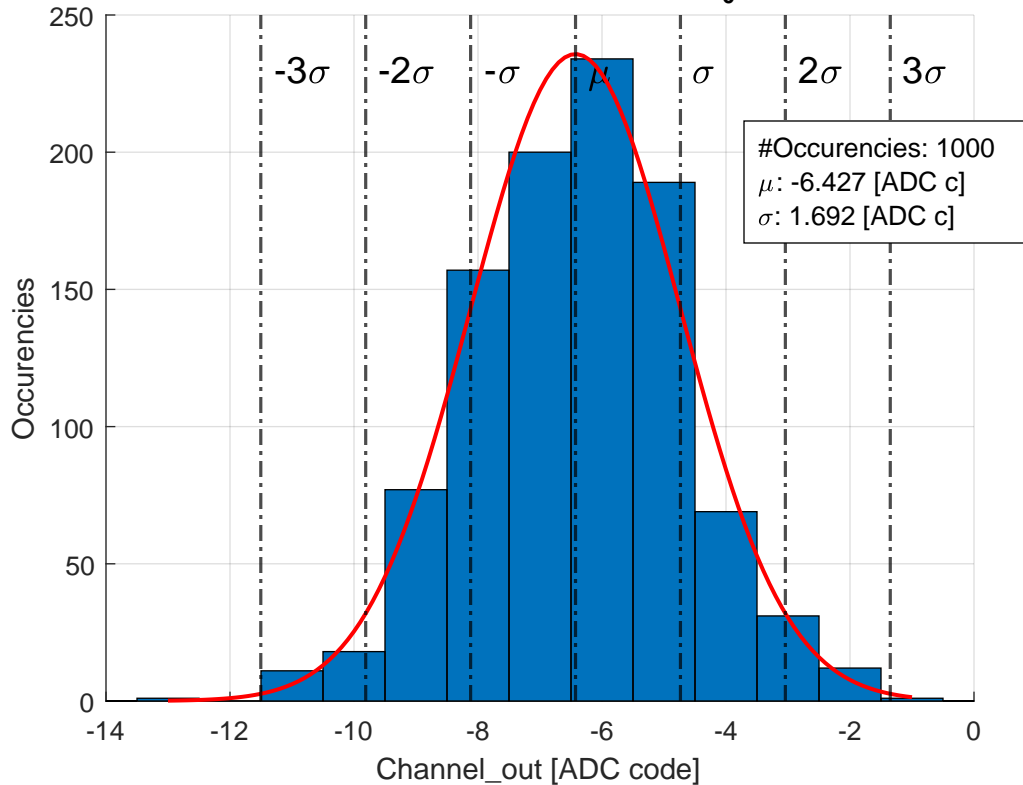 250
-3σ -2σ -σ μ σ 2σ 3σ
#Occurencies: 1000
μ: -6.427 [ADC c]
σ: 1.692 [ADC c]
200
150
100
50
0
Occurencies
-14 -12 -10 -8 -6 -4 -2 0
Channel_out [ADC code]